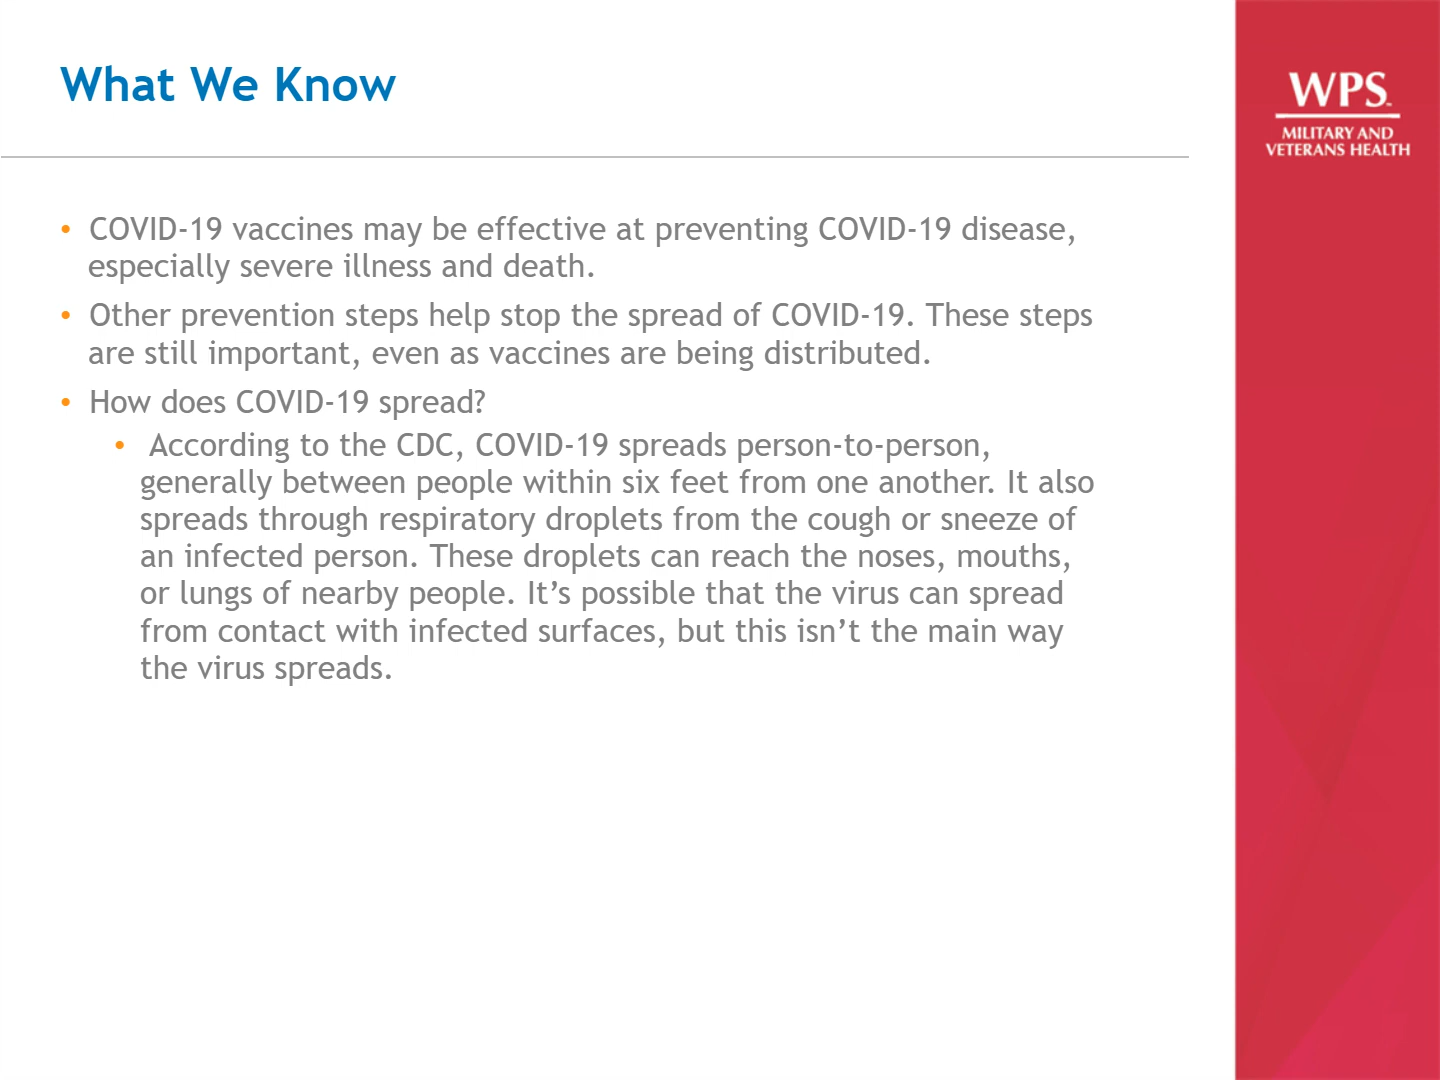 What We Know
WPS™
MILITARY AND
VETERANS HEALTH
• COVID-19 vaccines may be effective at preventing COVID-19 disease,
especially severe illness and death.
• Other prevention steps help stop the spread of COVID-19. These steps
are still important, even as vaccines are being distributed.
• How does COVID-19 spread?
• According to the CDC, COVID-19 spreads person-to-person,
generally between people within six feet from one another. It also
spreads through respiratory droplets from the cough or sneeze of
an infected person. These droplets can reach the noses, mouths,
or lungs of nearby people. It’s possible that the virus can spread
from contact with infected surfaces, but this isn’t the main way
the virus spreads.